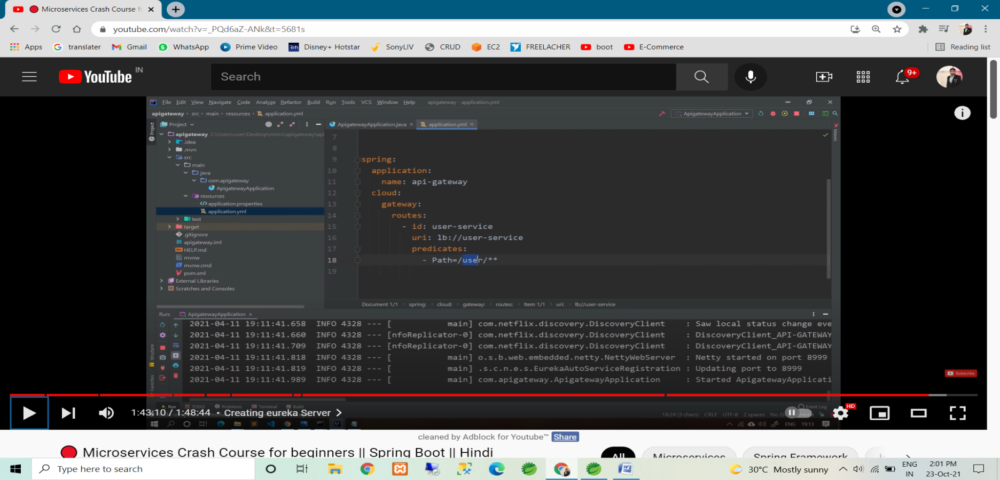 Microservices Crash Course fo
youtube.com/watch?v=_PQd6aZ-ANk&t=5681s
Apps translater Gmail WhatsApp Prime Video Disney+ Hotstar SonyLIV CRUD EC2 FREELACHER boot E-Commerce Reading list
YouTube IN Search 9+
File Edit View Navigate Code Analyze Refactor Build Run Tools VCS Window Help apigateway - application.yml
apigateway src main resources application.yml ApigatewayApplication
Project ApigatewayApplication.java application.yml
apigateway C:\Users\user\Desktop\micro\apigateway\api
.idea
.mvn
src
main
java
com.apigateway
ApigatewayApplication
resources
application.properties
application.yml
test
target
.gitignore
apigateway.iml
HELP.md
mvnw
mvnw.cmd
pom.xml
External Libraries
Scratches and Consoles
Project
Maven
7
8
9 spring:
10 application:
11 name: api-gateway
12 cloud:
13 gateway:
14 routes:
15 - id: user-service
16 uri: lb://user-service
17 predicates:
18 - Path=/user/**
19
Document 1/1 spring: cloud: gateway: routes: Item 1/1 uri: lb://user-service
Run: ApigatewayApplication
2021-04-11 19:11:41.658 INFO 4328 --- [ main] com.netflix.discovery.DiscoveryClient : Saw local status change eve
2021-04-11 19:11:41.660 INFO 4328 --- [nfoReplicator-0] com.netflix.discovery.DiscoveryClient : DiscoveryClient_API-GATEWAY
2021-04-11 19:11:41.709 INFO 4328 --- [nfoReplicator-0] com.netflix.discovery.DiscoveryClient : DiscoveryClient_API-GATEWAY
2021-04-11 19:11:41.818 INFO 4328 --- [ main] o.s.b.web.embedded.netty.NettyWebServer : Netty started on port 8999
2021-04-11 19:11:41.819 INFO 4328 --- [ main] .s.c.n.e.s.EurekaAutoServiceRegistration : Updating port to 8999
2021-04-11 19:11:41.989 INFO 4328 --- [ main] com.apigateway.ApigatewayApplication : Started ApigatewayApplicati
Structure
Favorites
Subscribe
Run TODO Problems Terminal Build Event Log
1:43:10 / 1:48:44 • Creating eureka Server HD
18:24 (3 chars) CRLF UTF-8 2 spaces
ENG 19:13
cleaned by Adblock for Youtube™ Share
Microservices Crash Course for beginners || Spring Boot || Hindi
All Microservices Spring Framework
Type here to search 30°C Mostly sunny ENG IN 2:01 PM 23-Oct-21